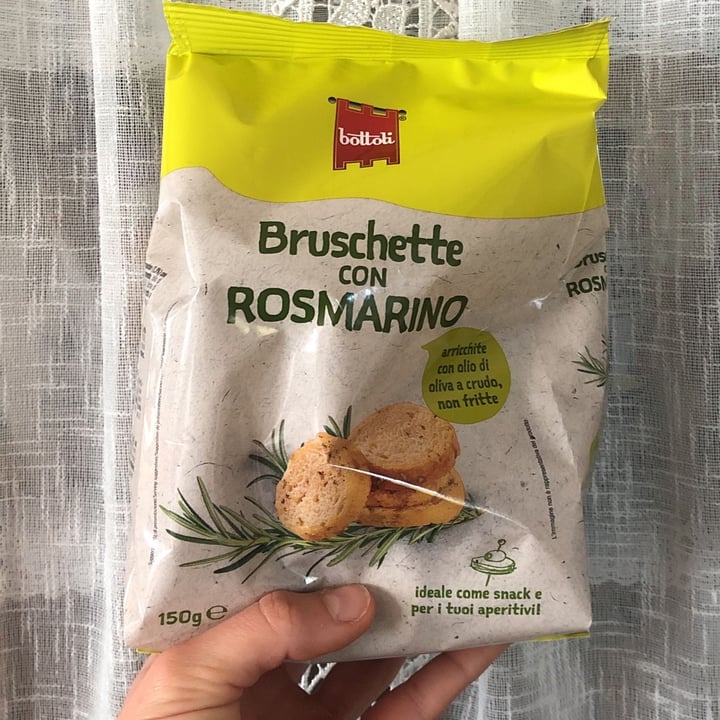 bottoli
Bruschette
CON
ROSMARINO
arricchite
con olio di
oliva a crudo,
non fritte
150g e
ideale come snack e
per i tuoi aperitivi!